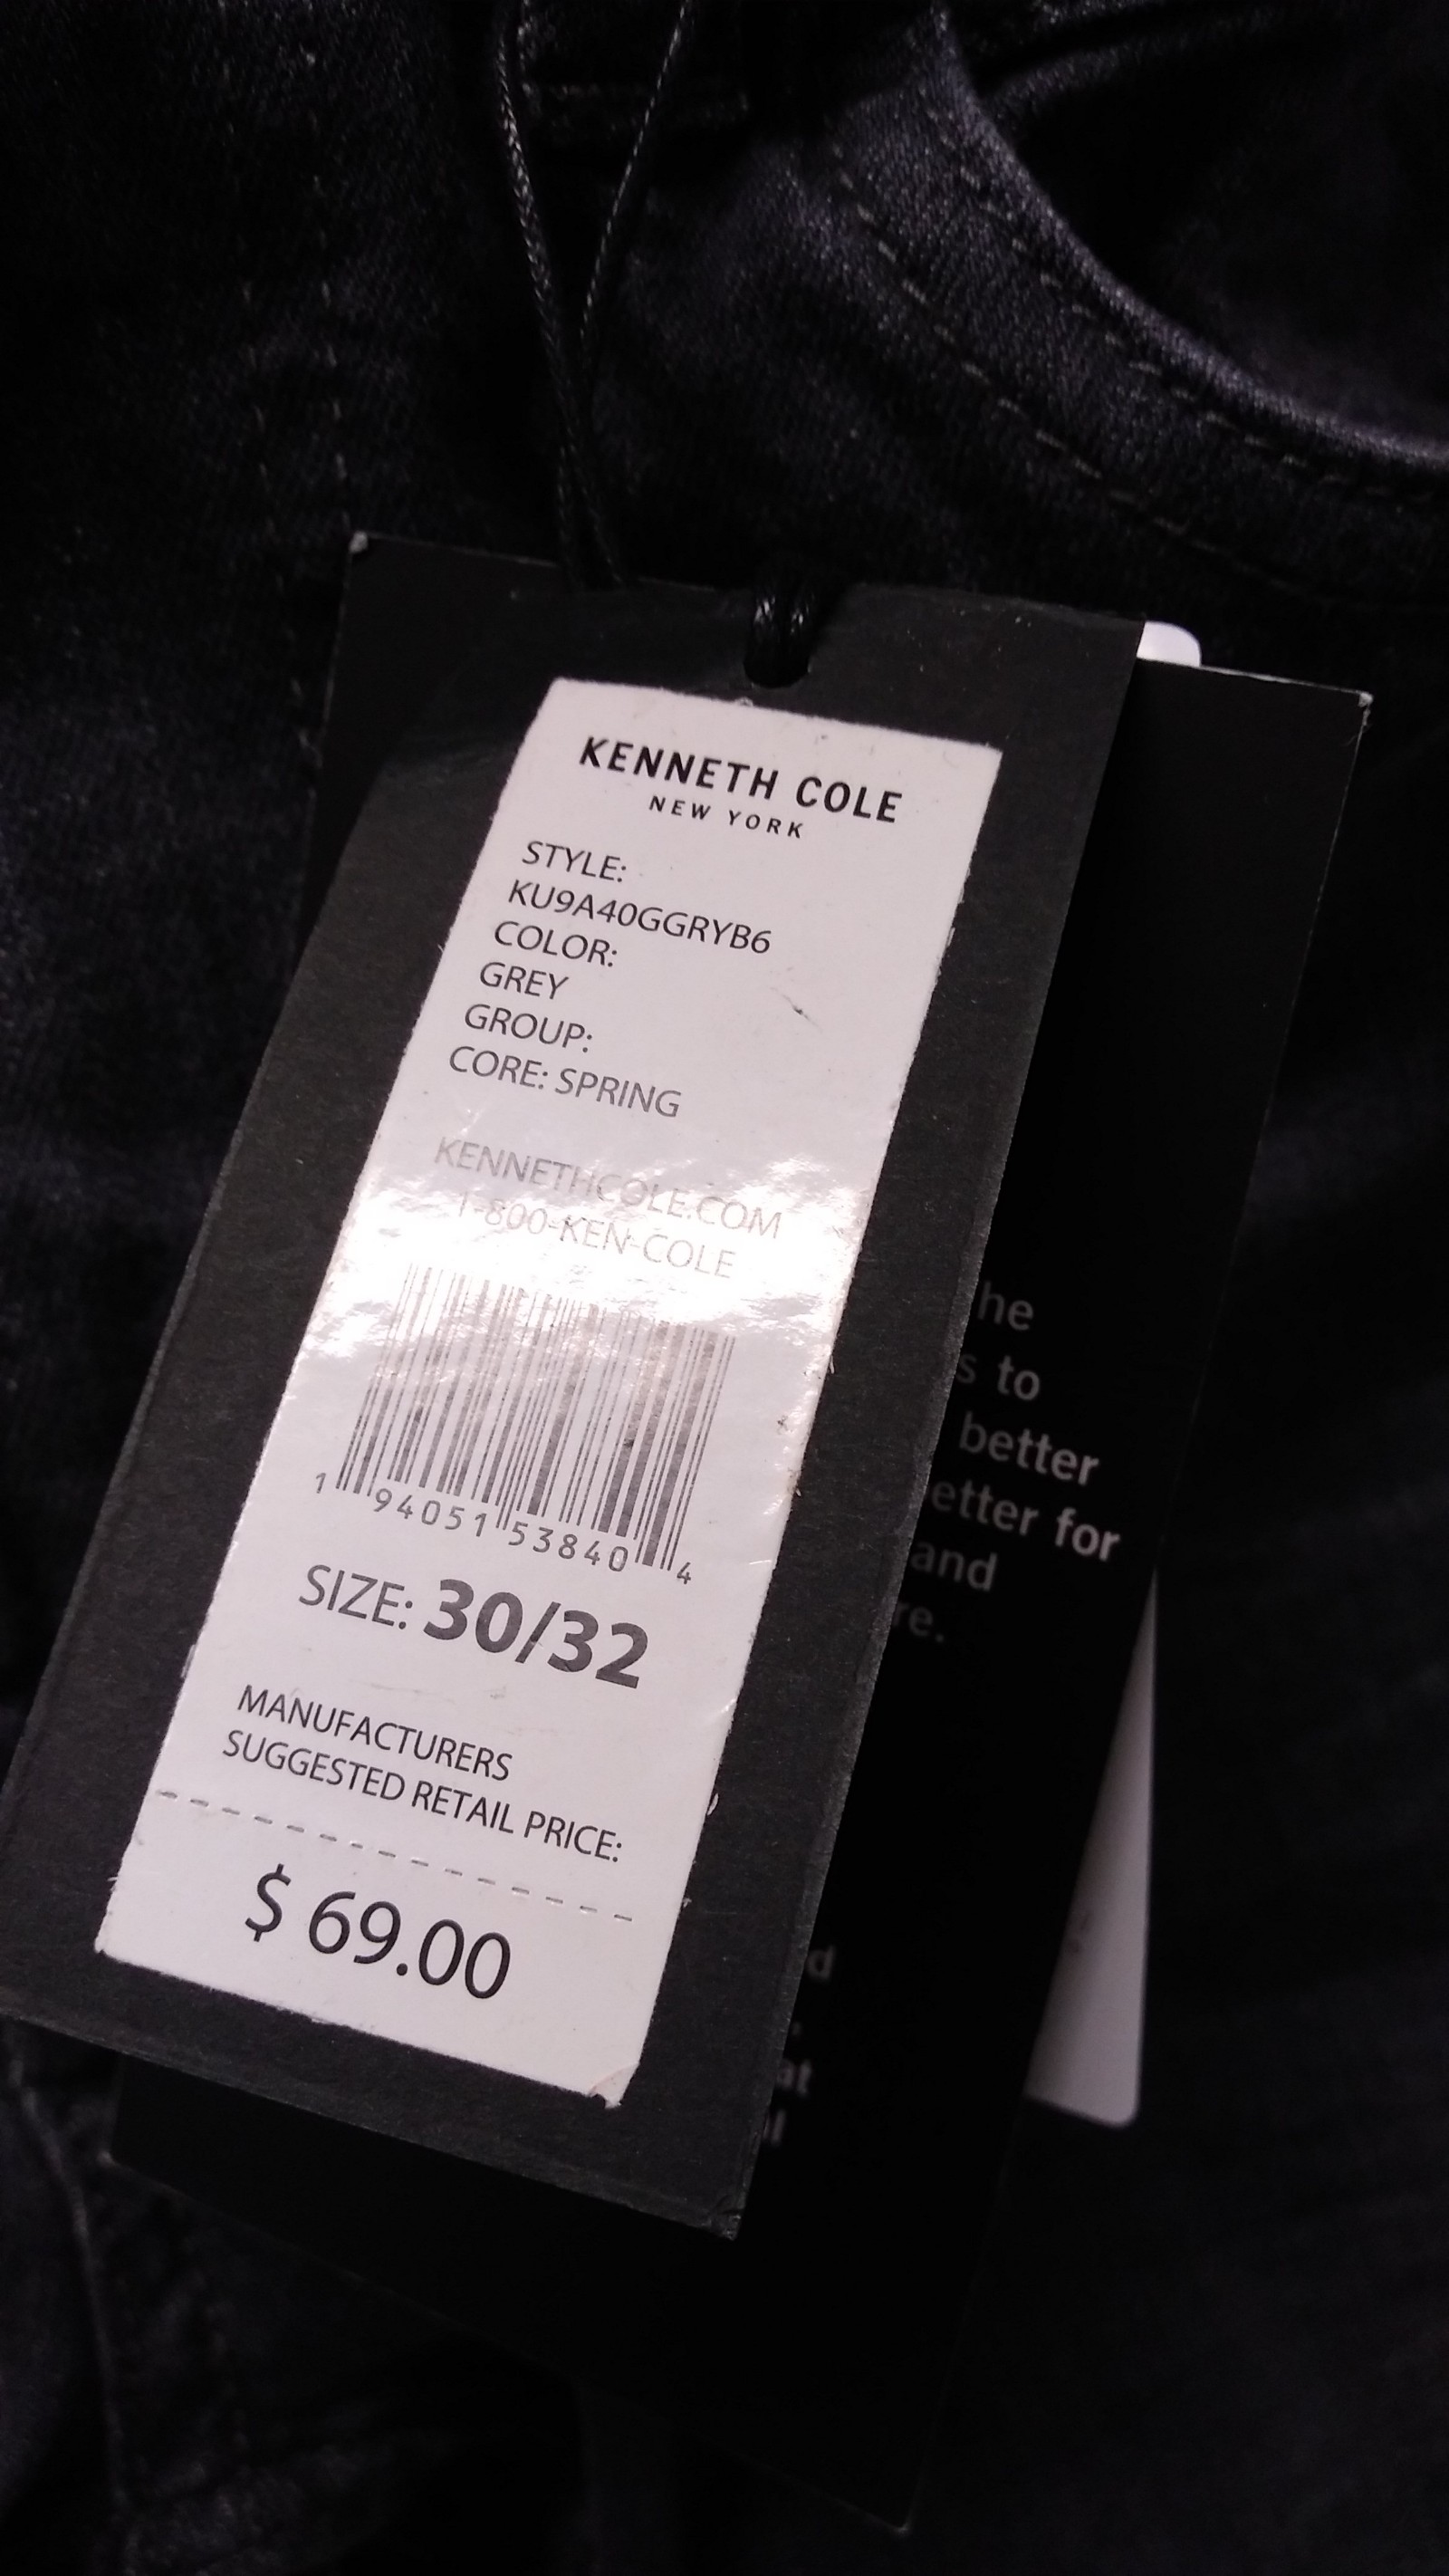 KENNETH COLE
NEW YORK
STYLE:
KU9A40GGRYB6
COLOR:
GREY
GROUP:
CORE: SPRING
KENNETHCOLE.COM
1-800-KEN-COLE
1 94051 53840 4
SIZE: 30/32
MANUFACTURERS
SUGGESTED RETAIL PRICE:
$ 69.00
to
better
for
and